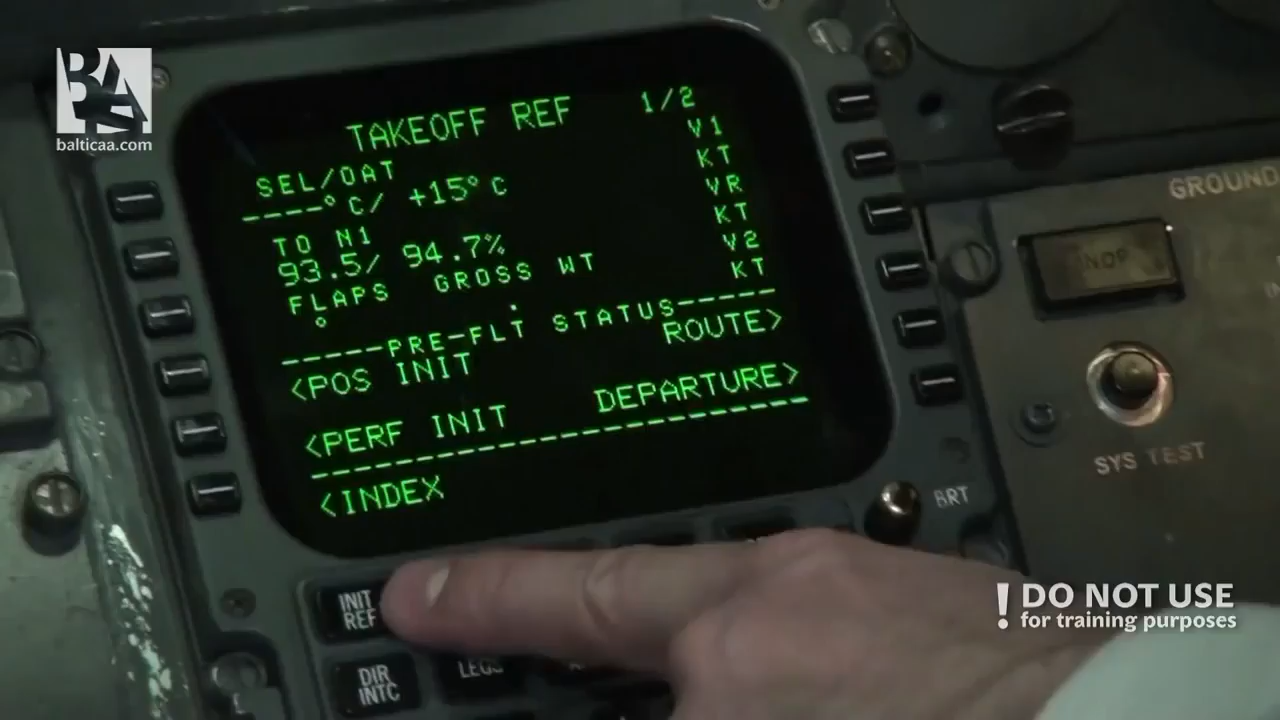 BAA
balticaa.com
TAKEOFF REF 1/2
SEL/OAT V1
----°C/ +15°C KT
TO N1 VR
93.5/ 94.7% KT
FLAPS GROSS WT V2
° . KT
-----PRE-FLT STATUS-----
<POS INIT ROUTE>
<PERF INIT DEPARTURE>
<INDEX
GROUND
SYS TEST
BRT
INIT
REF
DIR
INTC
LEGS
! DO NOT USE
for training purposes